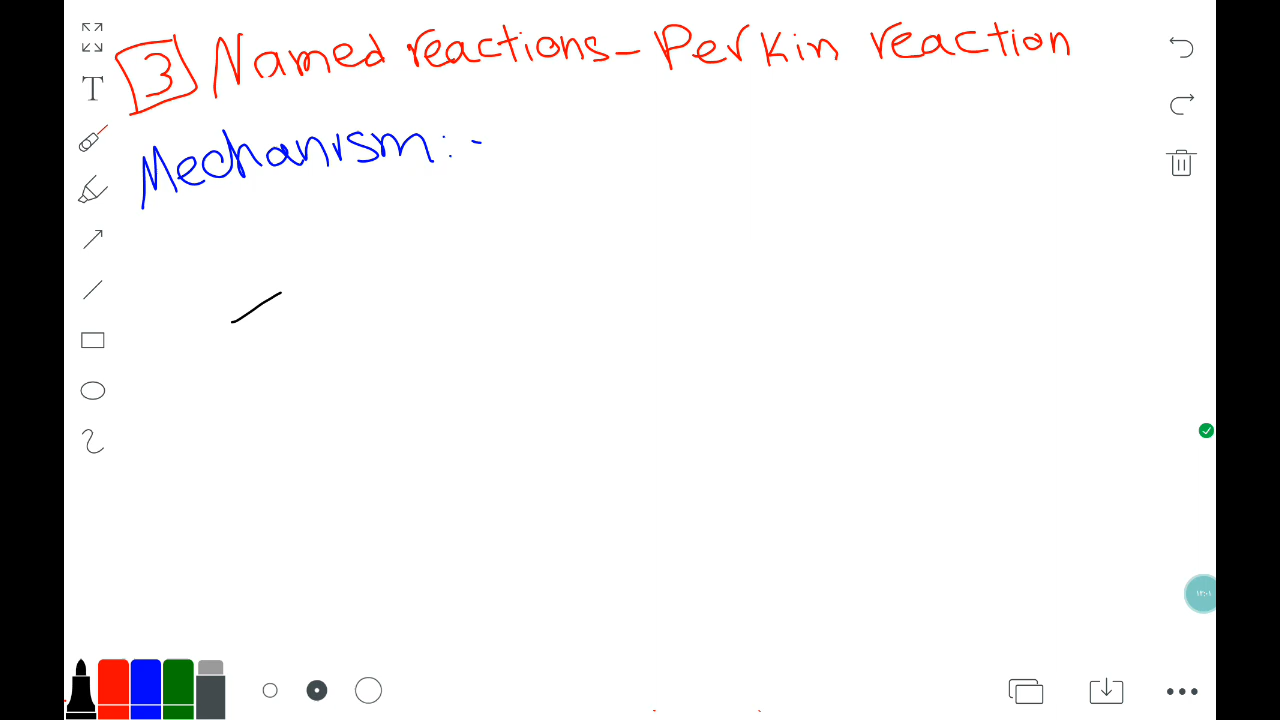 3 Named reactions - Perkin reaction
Mechanism :-
T